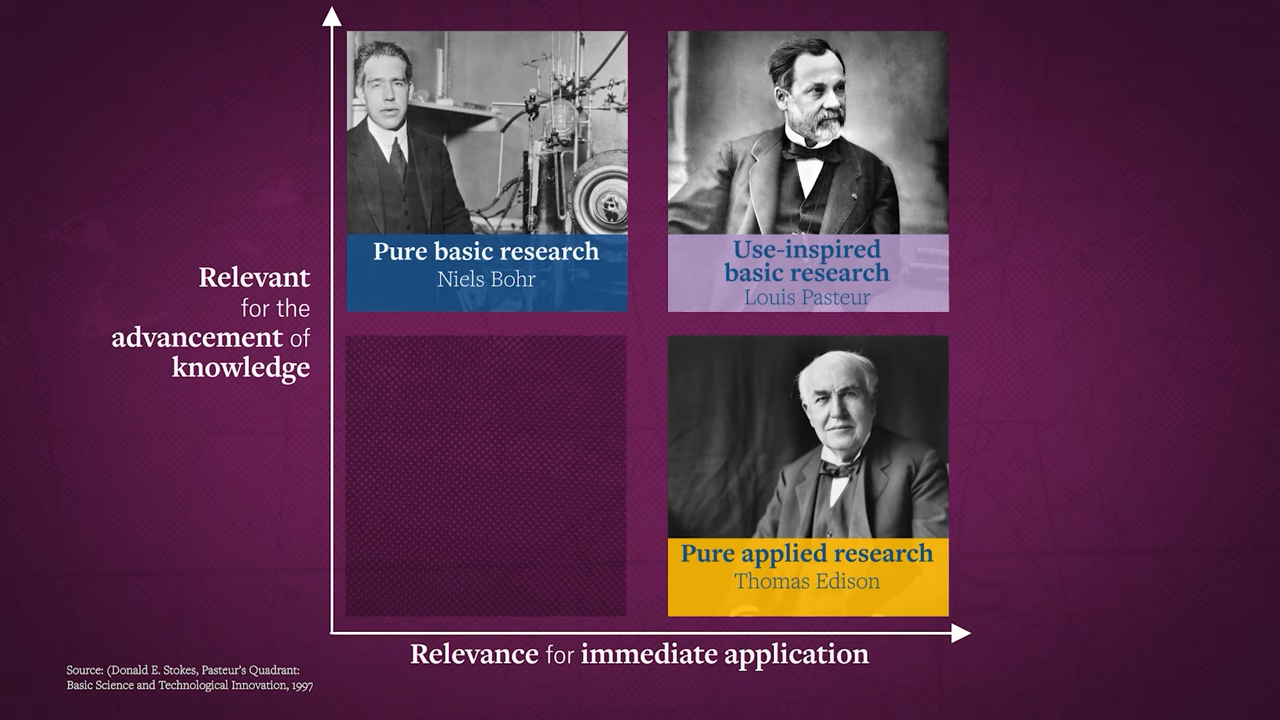 Pure basic research
Niels Bohr
Use-inspired
basic research
Louis Pasteur
Relevant
for the
advancement of
knowledge
Pure applied research
Thomas Edison
Relevance for immediate application
Source: (Donald E. Stokes, Pasteur's Quadrant:
Basic Science and Technological Innovation, 1997